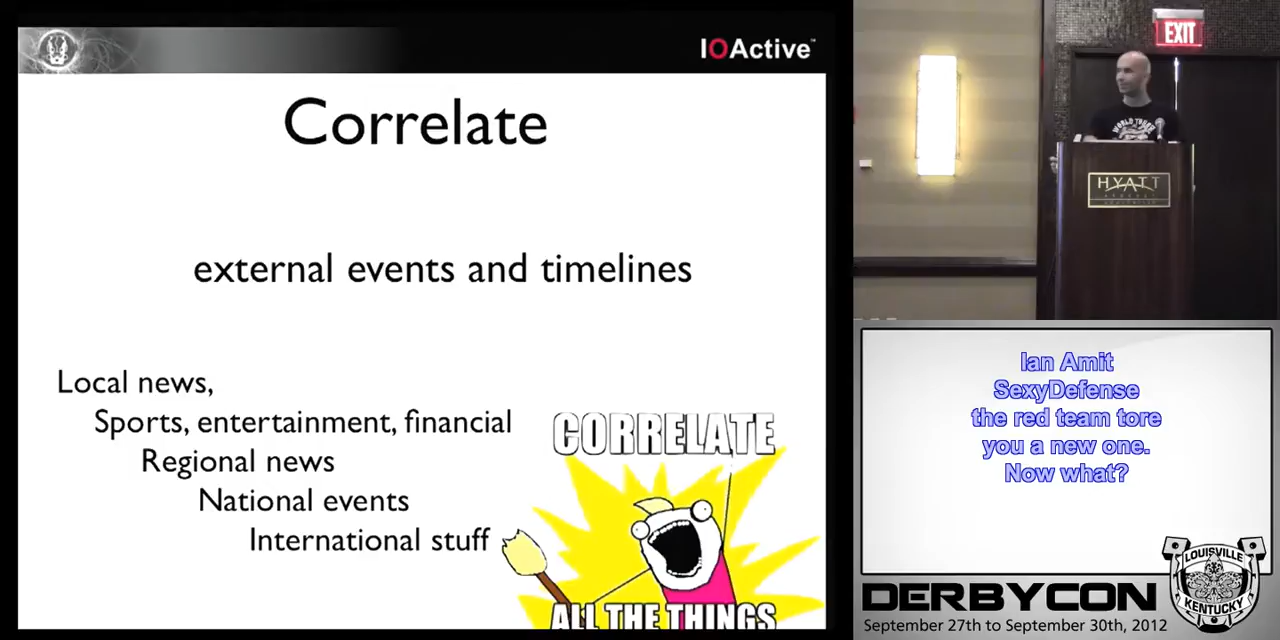 IOActive™
Correlate
external events and timelines
Local news,
Sports, entertainment, financial
Regional news
National events
International stuff
CORRELATE
ALL THE THINGS
EXIT
WORLD
HYATT
Ian Amit
SexyDefense
the red team tore
you a new one.
Now what?
LOUISVILLE
KENTUCKY
DERBYCON
September 27th to September 30th, 2012